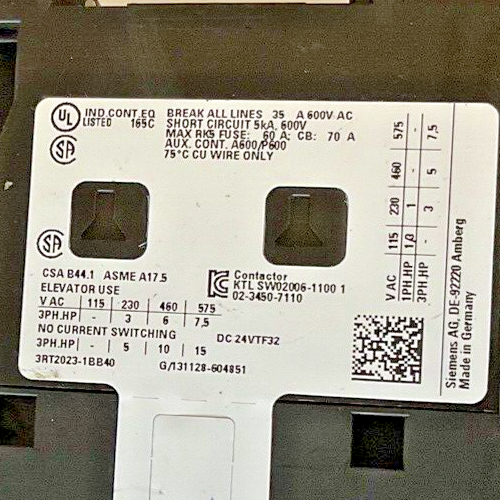 UL IND.CONT.EQ
LISTED 165C
BREAK ALL LINES 35 A 600V AC
SHORT CIRCUIT 5kA, 600V
MAX RK5 FUSE: 60 A; CB: 70 A
AUX. CONT. A600/P600
75°C CU WIRE ONLY
SA
SA
CSA B44.1 ASME A17.5
ELEVATOR USE
V AC | 115 | 230 | 460 | 575
3PH.HP | - | 3 | 6 | 7,5
NO CURRENT SWITCHING
3PH.HP | - | 5 | 10 | 15
3RT2023-1BB40
G/131128-604851
DC 24VTF32
Contactor
KTL SW02006-1100 1
02-3450-7110
V AC | 115 | 230 | 460 | 575
1PH.HP | 1 | 3 | 1 | -
3PH.HP | - | 3 | 5 | 7,5
Siemens AG, DE-92220 Amberg
Made in Germany